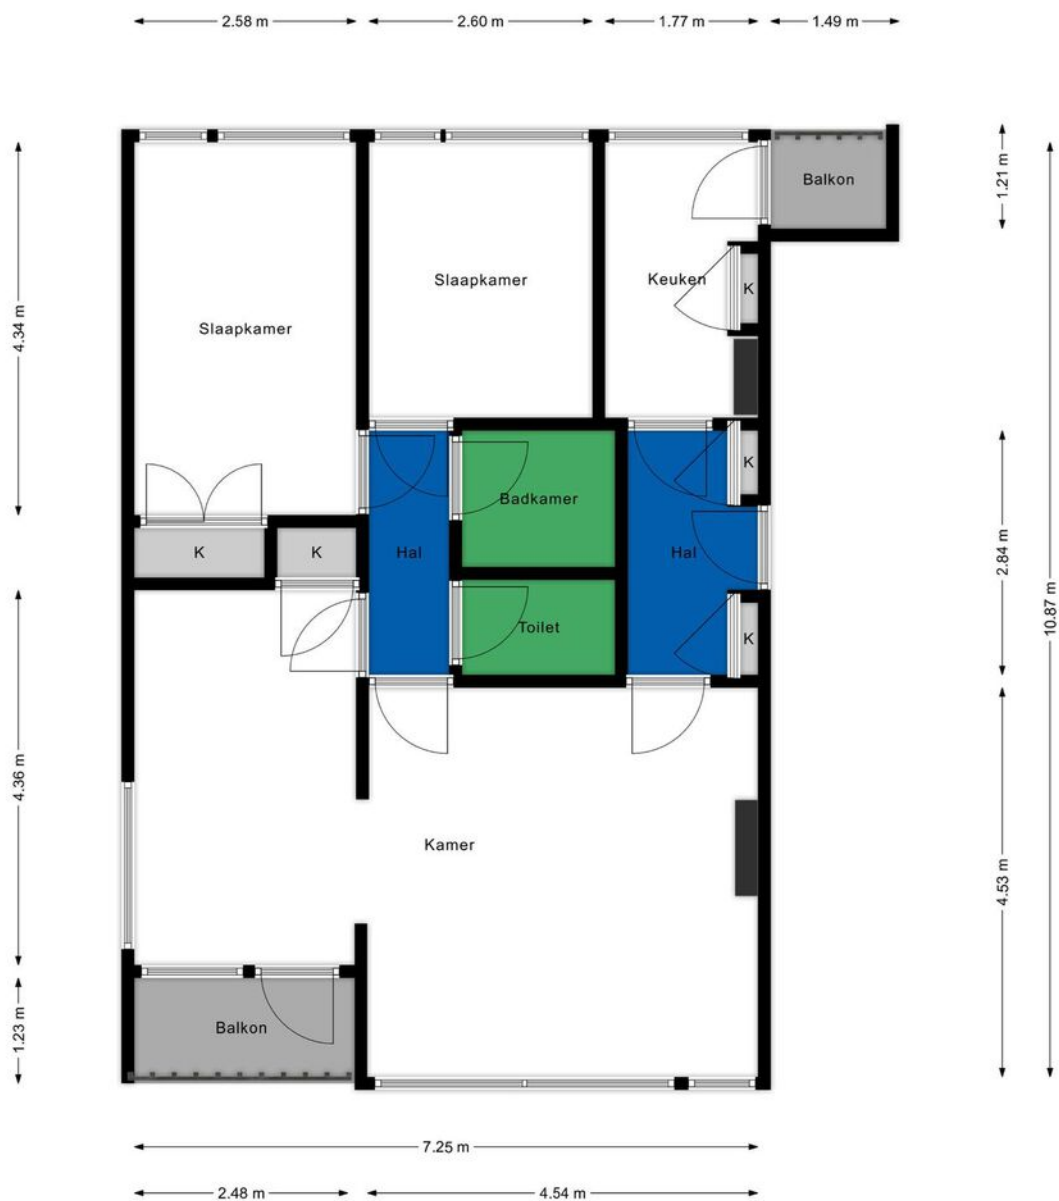 2.58 m
2.60 m
1.77 m
1.49 m
Balkon
1.21 m
Slaapkamer
Keuken
K
Slaapkamer
4.34 m
K
Badkamer
K
K
Hal
Hal
2.84 m
10.87 m
Toilet
K
4.36 m
Kamer
4.53 m
Balkon
1.23 m
7.25 m
2.48 m
4.54 m